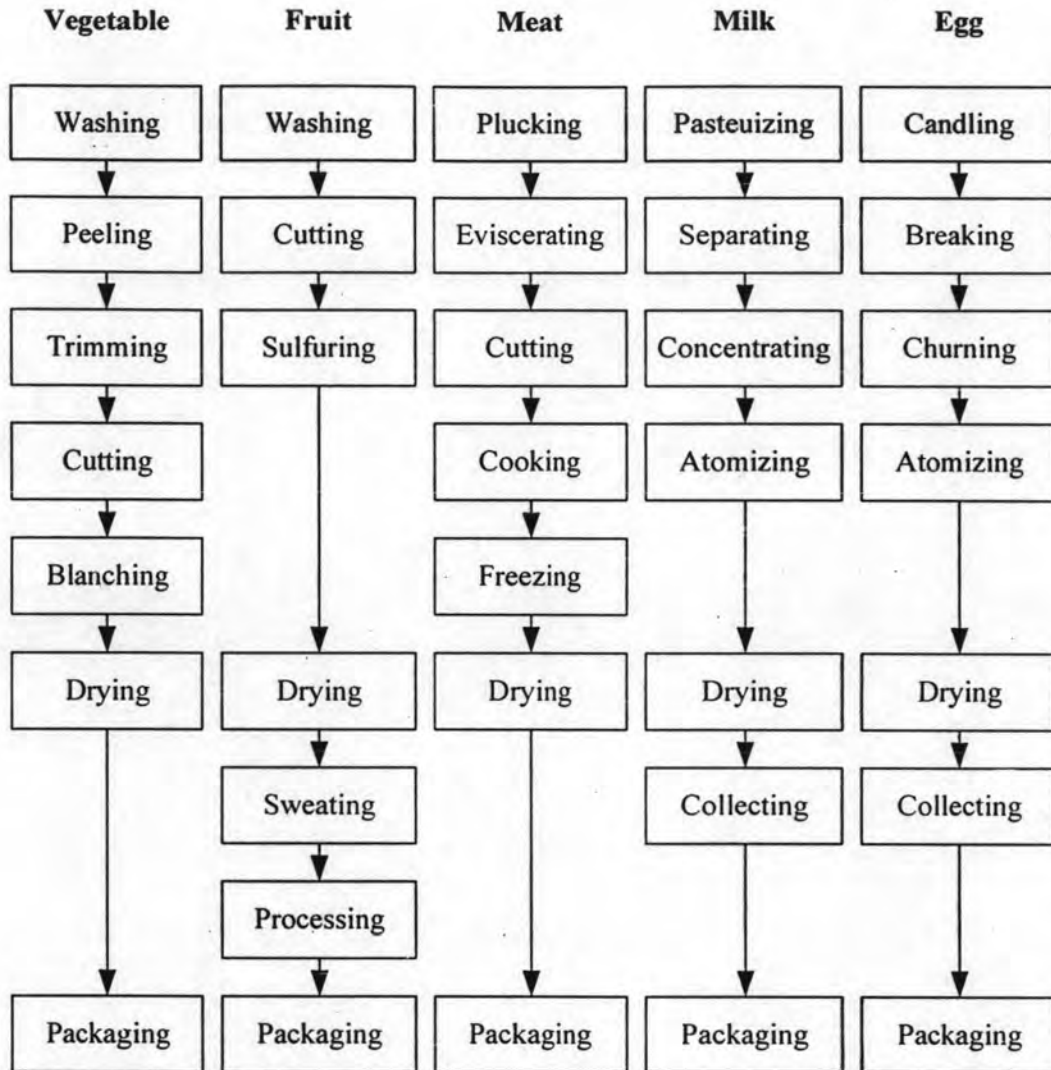 Vegetable Fruit Meat Milk Egg
Washing Washing Plucking Pasteuizing Candling
Peeling Cutting Eviscerating Separating Breaking
Trimming Sulfuring Cutting Concentrating Churning
Cutting Cooking Atomizing Atomizing
Blanching Freezing
Drying Drying Drying Drying Drying
Sweating Collecting Collecting
Processing
Packaging Packaging Packaging Packaging Packaging